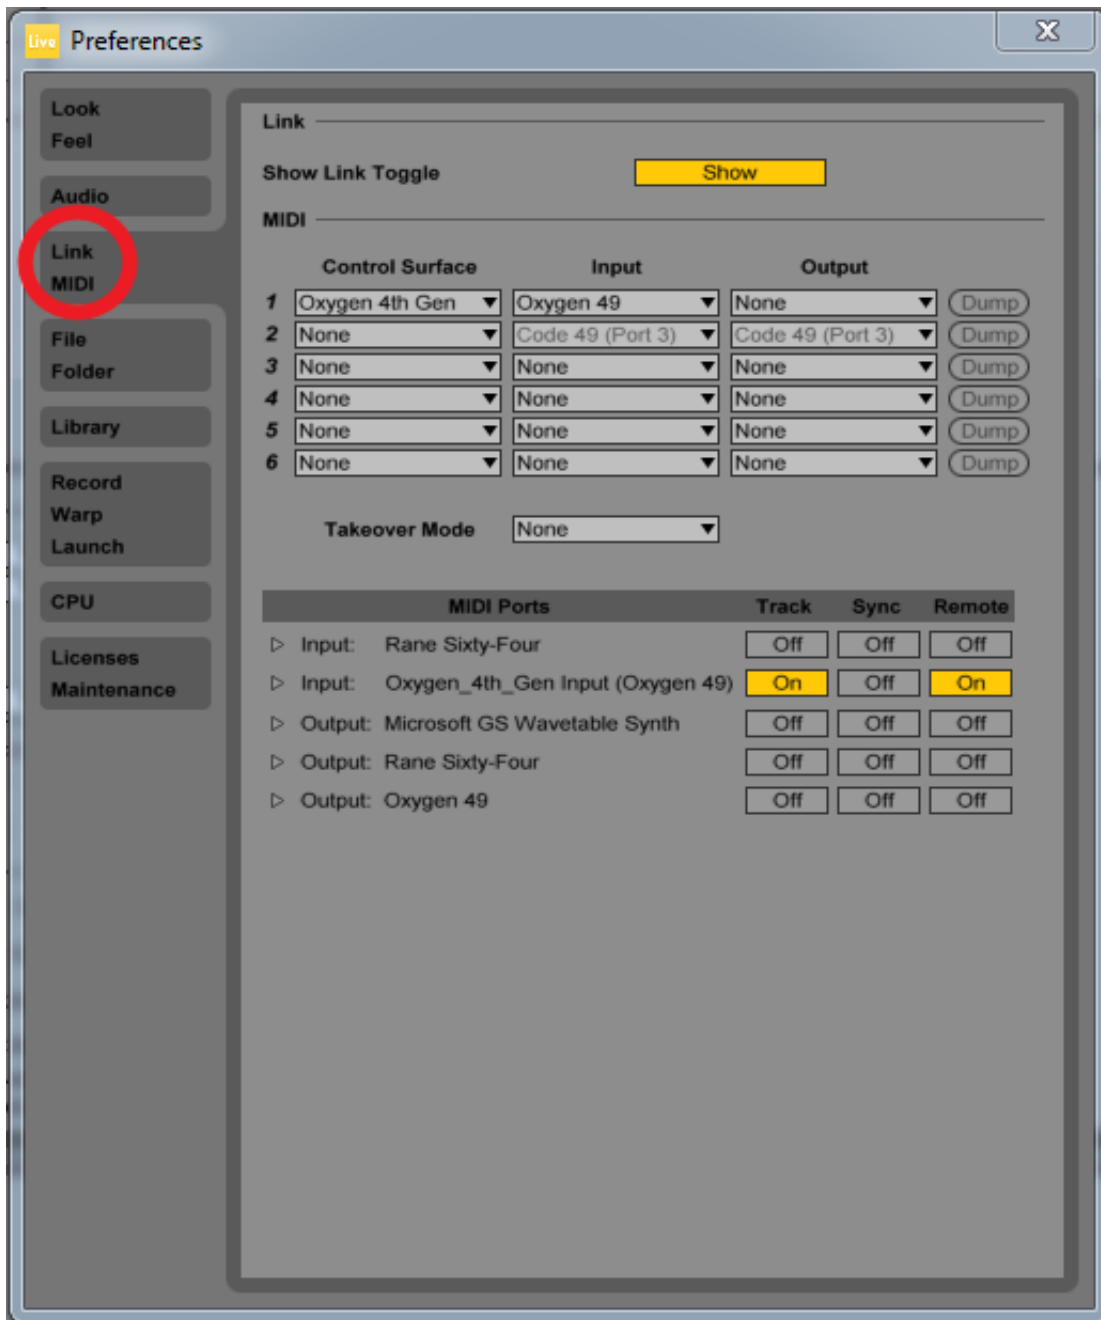 Live Preferences
Look
Feel
Audio
Link
MIDI
File
Folder
Library
Record
Warp
Launch
CPU
Licenses
Maintenance
Link
Show Link Toggle Show
MIDI
Control Surface Input Output
1 Oxygen 4th Gen Oxygen 49 None Dump
2 None Code 49 (Port 3) Code 49 (Port 3) Dump
3 None None None Dump
4 None None None Dump
5 None None None Dump
6 None None None Dump
Takeover Mode None
MIDI Ports Track Sync Remote
Input: Rane Sixty-Four Off Off Off
Input: Oxygen_4th_Gen Input (Oxygen 49) On Off On
Output: Microsoft GS Wavetable Synth Off Off Off
Output: Rane Sixty-Four Off Off Off
Output: Oxygen 49 Off Off Off